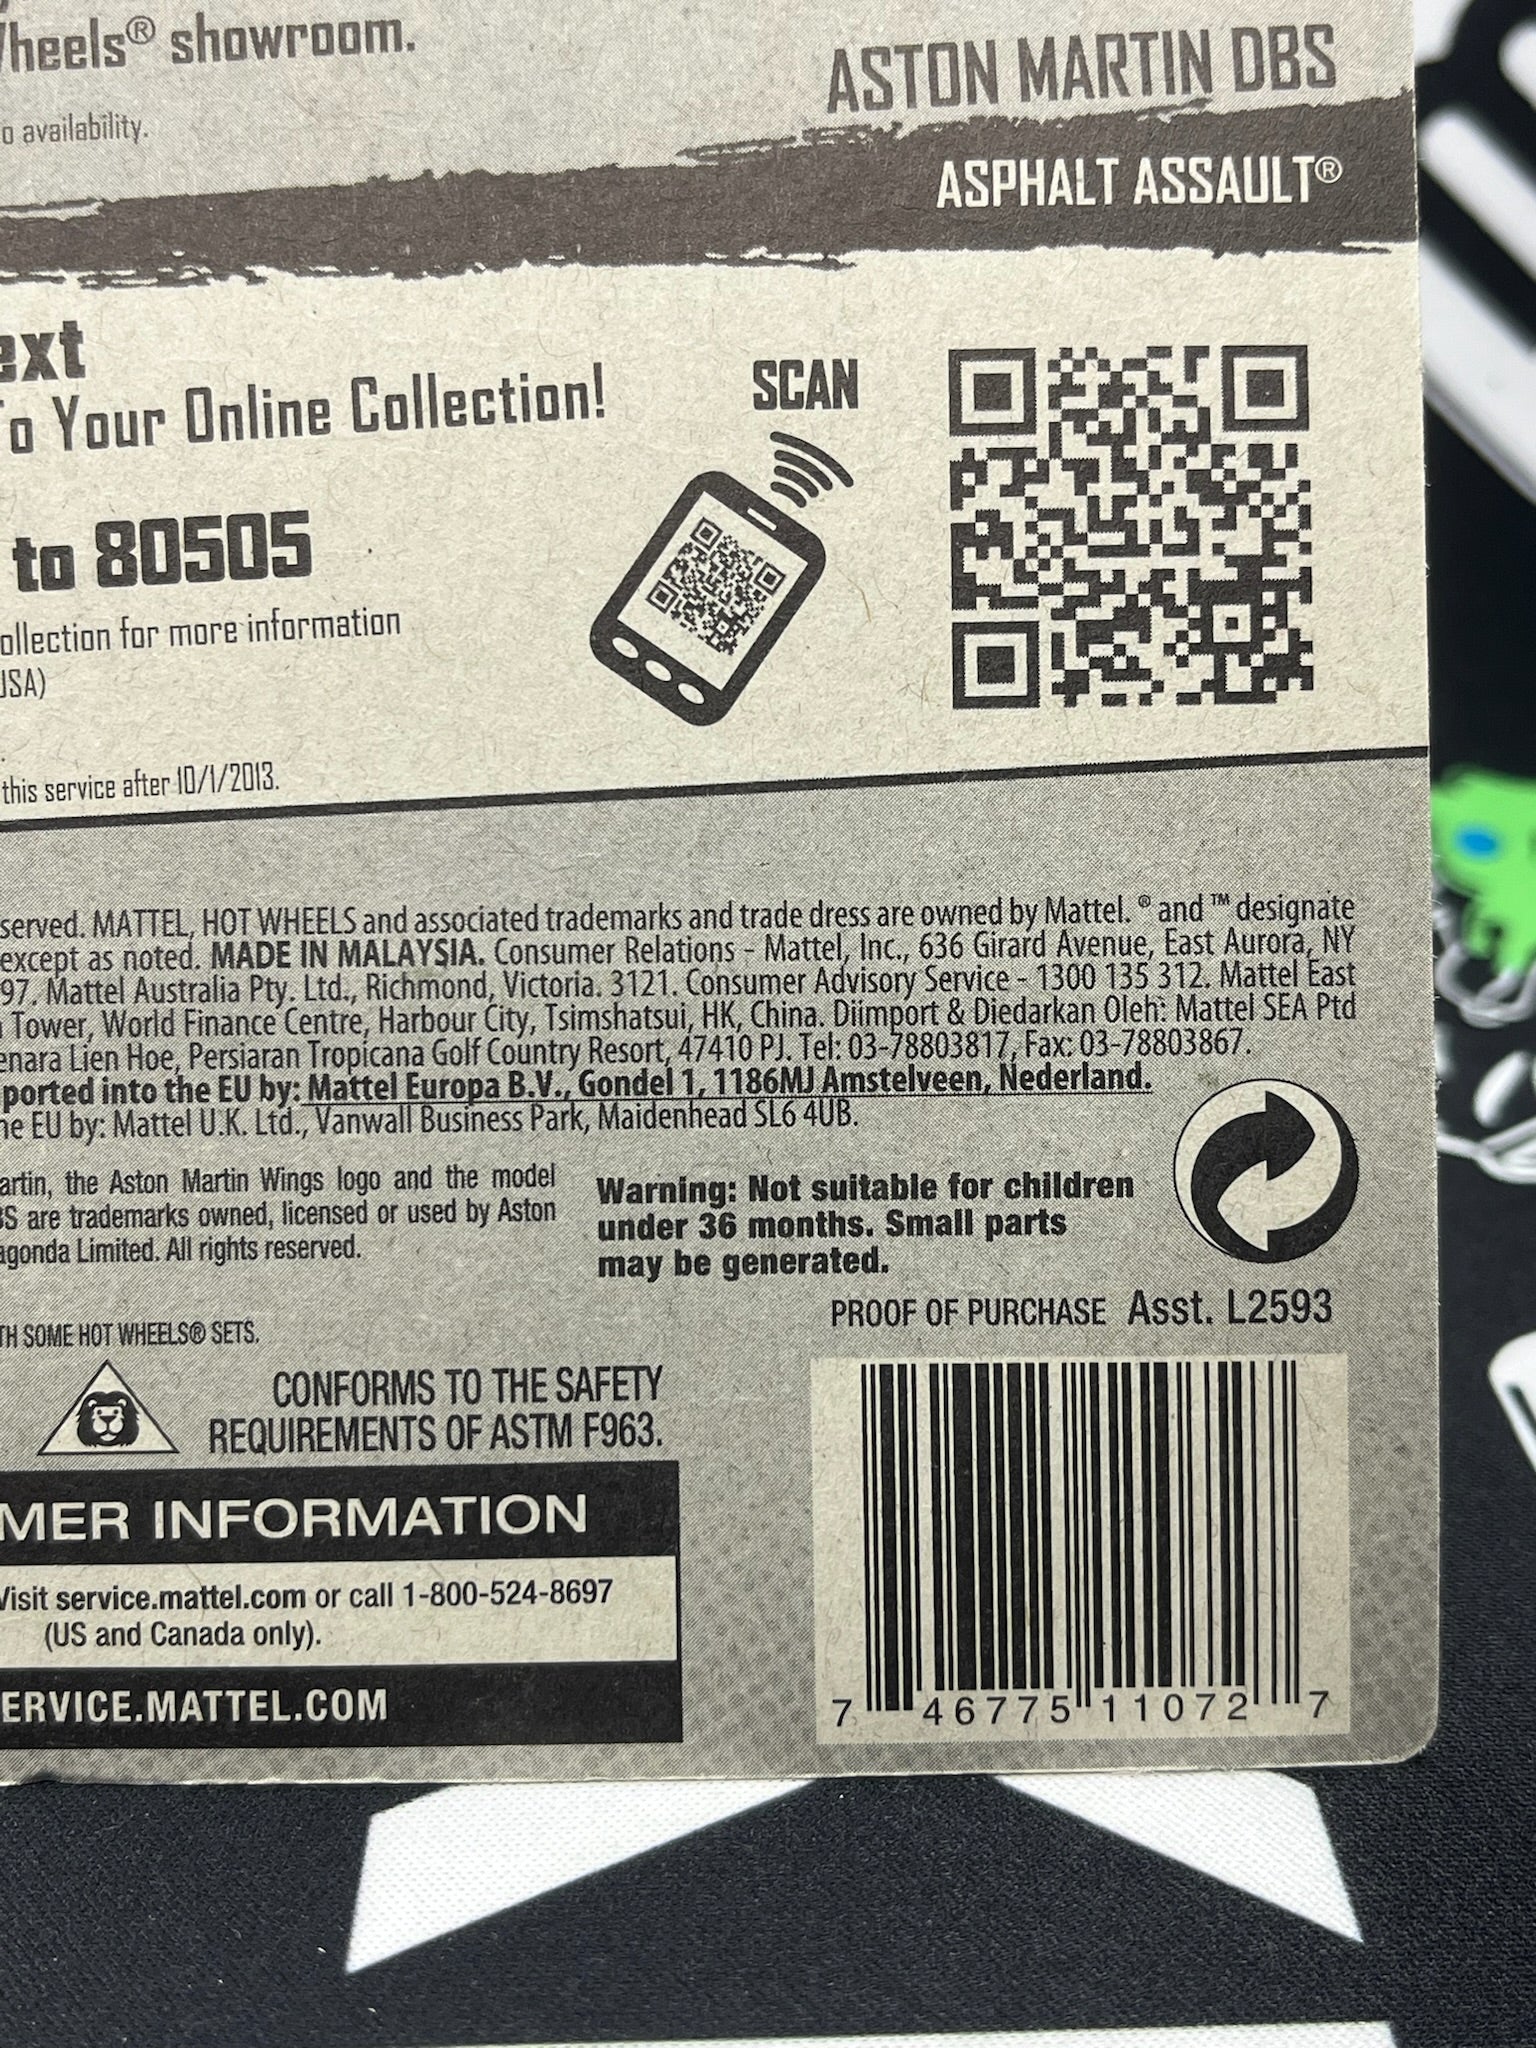 Wheels® showroom.
ASTON MARTIN DBS
o availability.
ASPHALT ASSAULT®
ext
To Your Online Collection!
SCAN
to 80505
ollection for more information
USA)
this service after 10/1/2013.
served. MATTEL, HOT WHEELS and associated trademarks and trade dress are owned by Mattel. ® and ™ designate
except as noted. MADE IN MALAYSIA. Consumer Relations - Mattel, Inc., 636 Girard Avenue, East Aurora, NY
97. Mattel Australia Pty. Ltd., Richmond, Victoria. 3121. Consumer Advisory Service - 1300 135 312. Mattel East
Tower, World Finance Centre, Harbour City, Tsimshatsui, HK, China. Diimport & Diedarkan Oleh: Mattel SEA Ptd
enara Lien Hoe, Persiaran Tropicana Golf Country Resort, 47410 PJ. Tel: 03-78803817, Fax: 03-78803867.
ported into the EU by: Mattel Europa B.V., Gondel 1, 1186MJ Amstelveen, Nederland.
he EU by: Mattel U.K. Ltd., Vanwall Business Park, Maidenhead SL6 4UB.
artin, the Aston Martin Wings logo and the model
BS are trademarks owned, licensed or used by Aston
agonda Limited. All rights reserved.
Warning: Not suitable for children
under 36 months. Small parts
may be generated.
PROOF OF PURCHASE Asst. L2593
TH SOME HOT WHEELS® SETS.
CONFORMS TO THE SAFETY
REQUIREMENTS OF ASTM F963.
MER INFORMATION
Visit service.mattel.com or call 1-800-524-8697
(US and Canada only).
ERVICE.MATTEL.COM
7 46775 11072 7